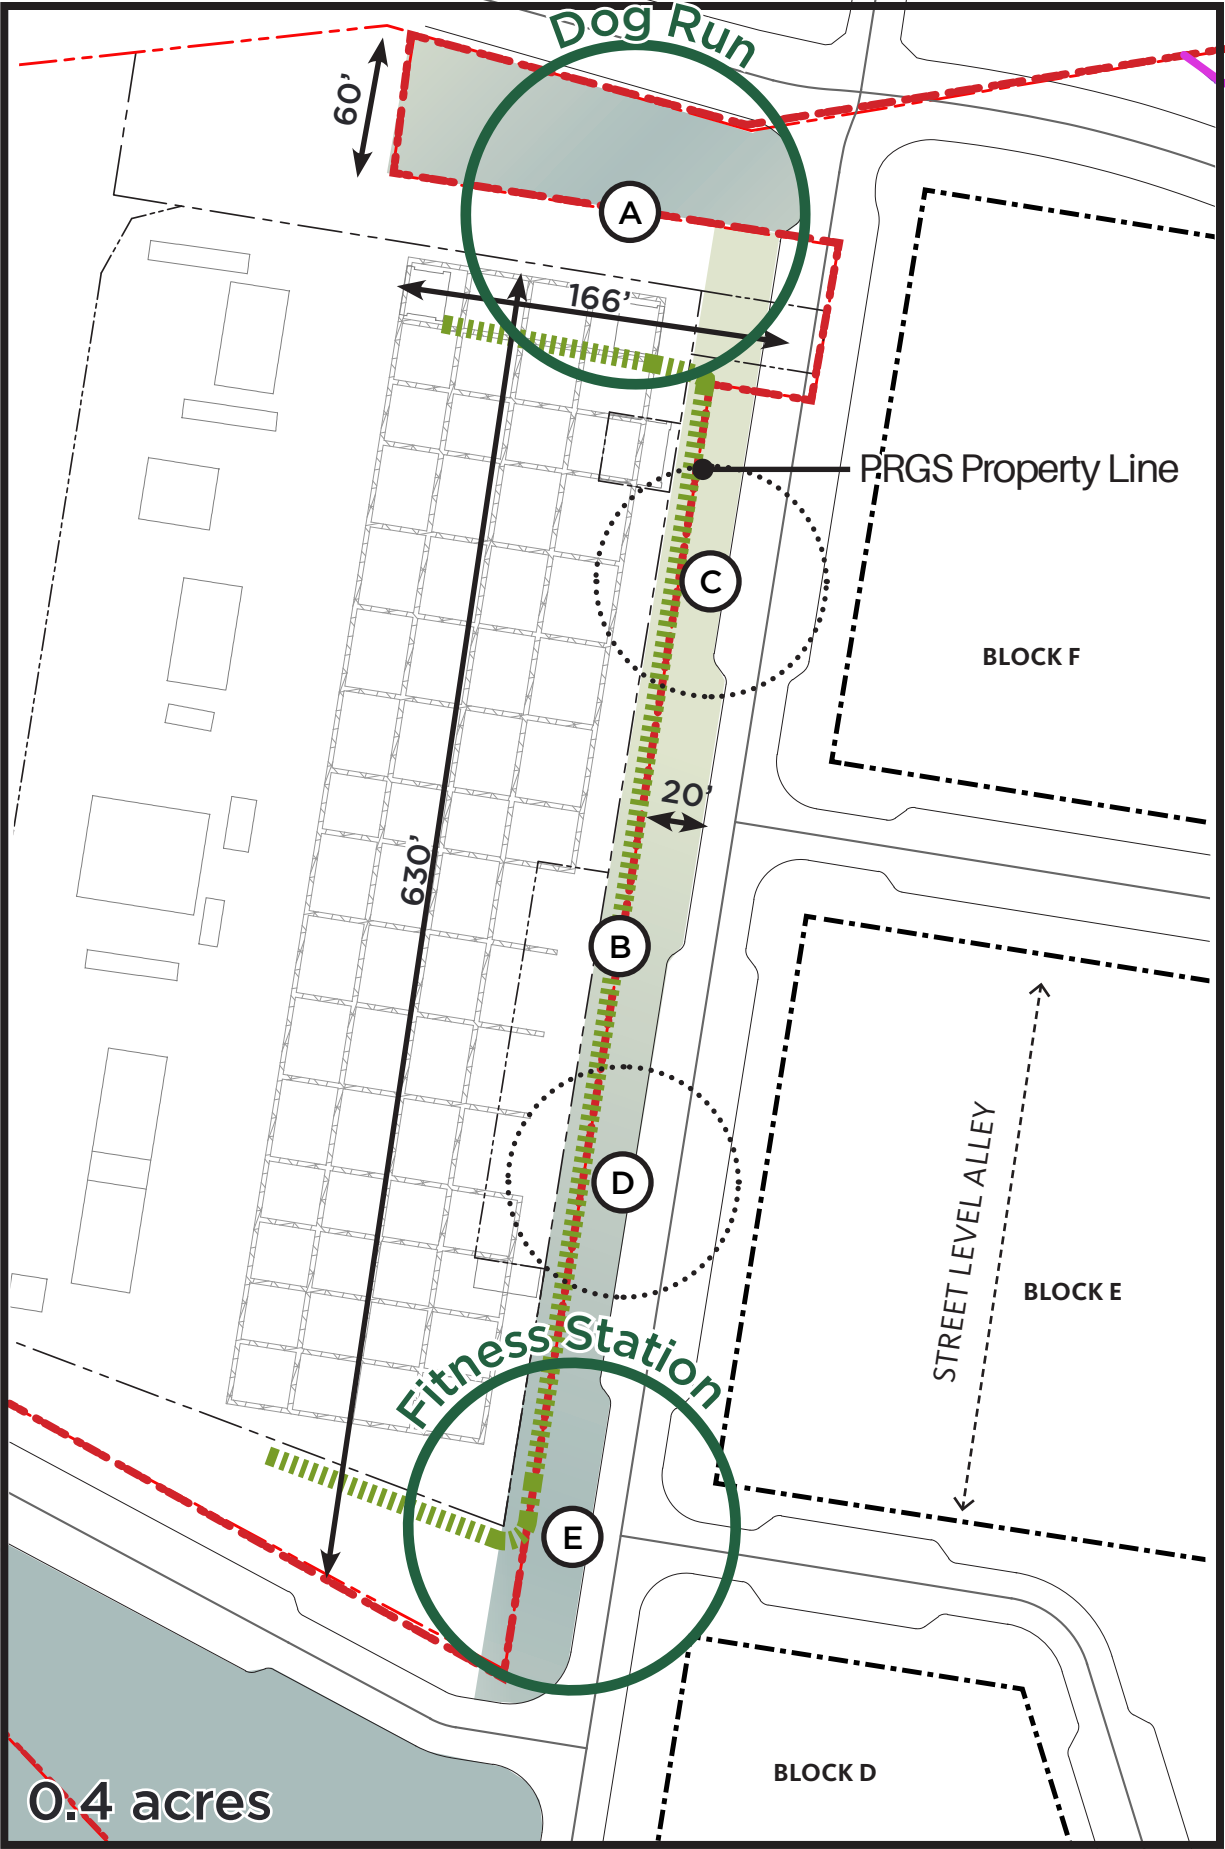 Dog Run
60’
A
166’
PRGS Property Line
C
BLOCK F
20’
630’
B
STREET LEVEL ALLEY
D
BLOCK E
Fitness Station
E
BLOCK D
0.4 acres